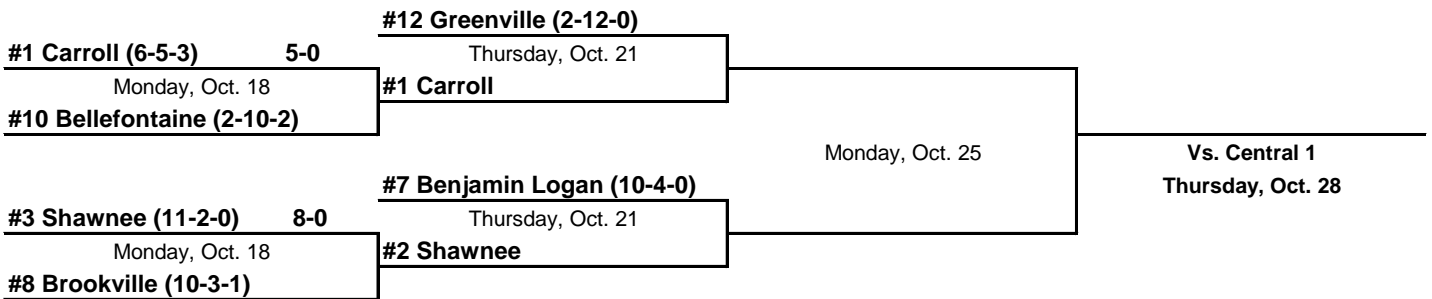 #12 Greenville (2-12-0)
#1 Carroll (6-5-3) 5-0
Thursday, Oct. 21
Monday, Oct. 18
#1 Carroll
#10 Bellefontaine (2-10-2)
Monday, Oct. 25
Vs. Central 1
Thursday, Oct. 28
#7 Benjamin Logan (10-4-0)
#3 Shawnee (11-2-0) 8-0
Thursday, Oct. 21
Monday, Oct. 18
#2 Shawnee
#8 Brookville (10-3-1)